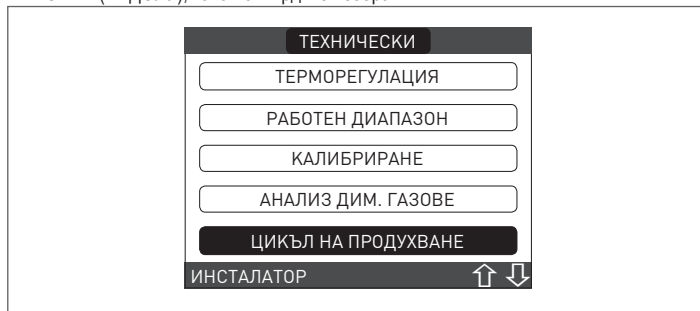 ТЕХНИЧЕСКИ
ТЕРМОРЕГУЛАЦИЯ
РАБОТЕН ДИАПАЗОН
КАЛИБРИРАНЕ
АНАЛИЗ ДИМ. ГАЗОВЕ
ЦИКЪЛ НА ПРОДУХВАНЕ
ИНСТАЛАТОР